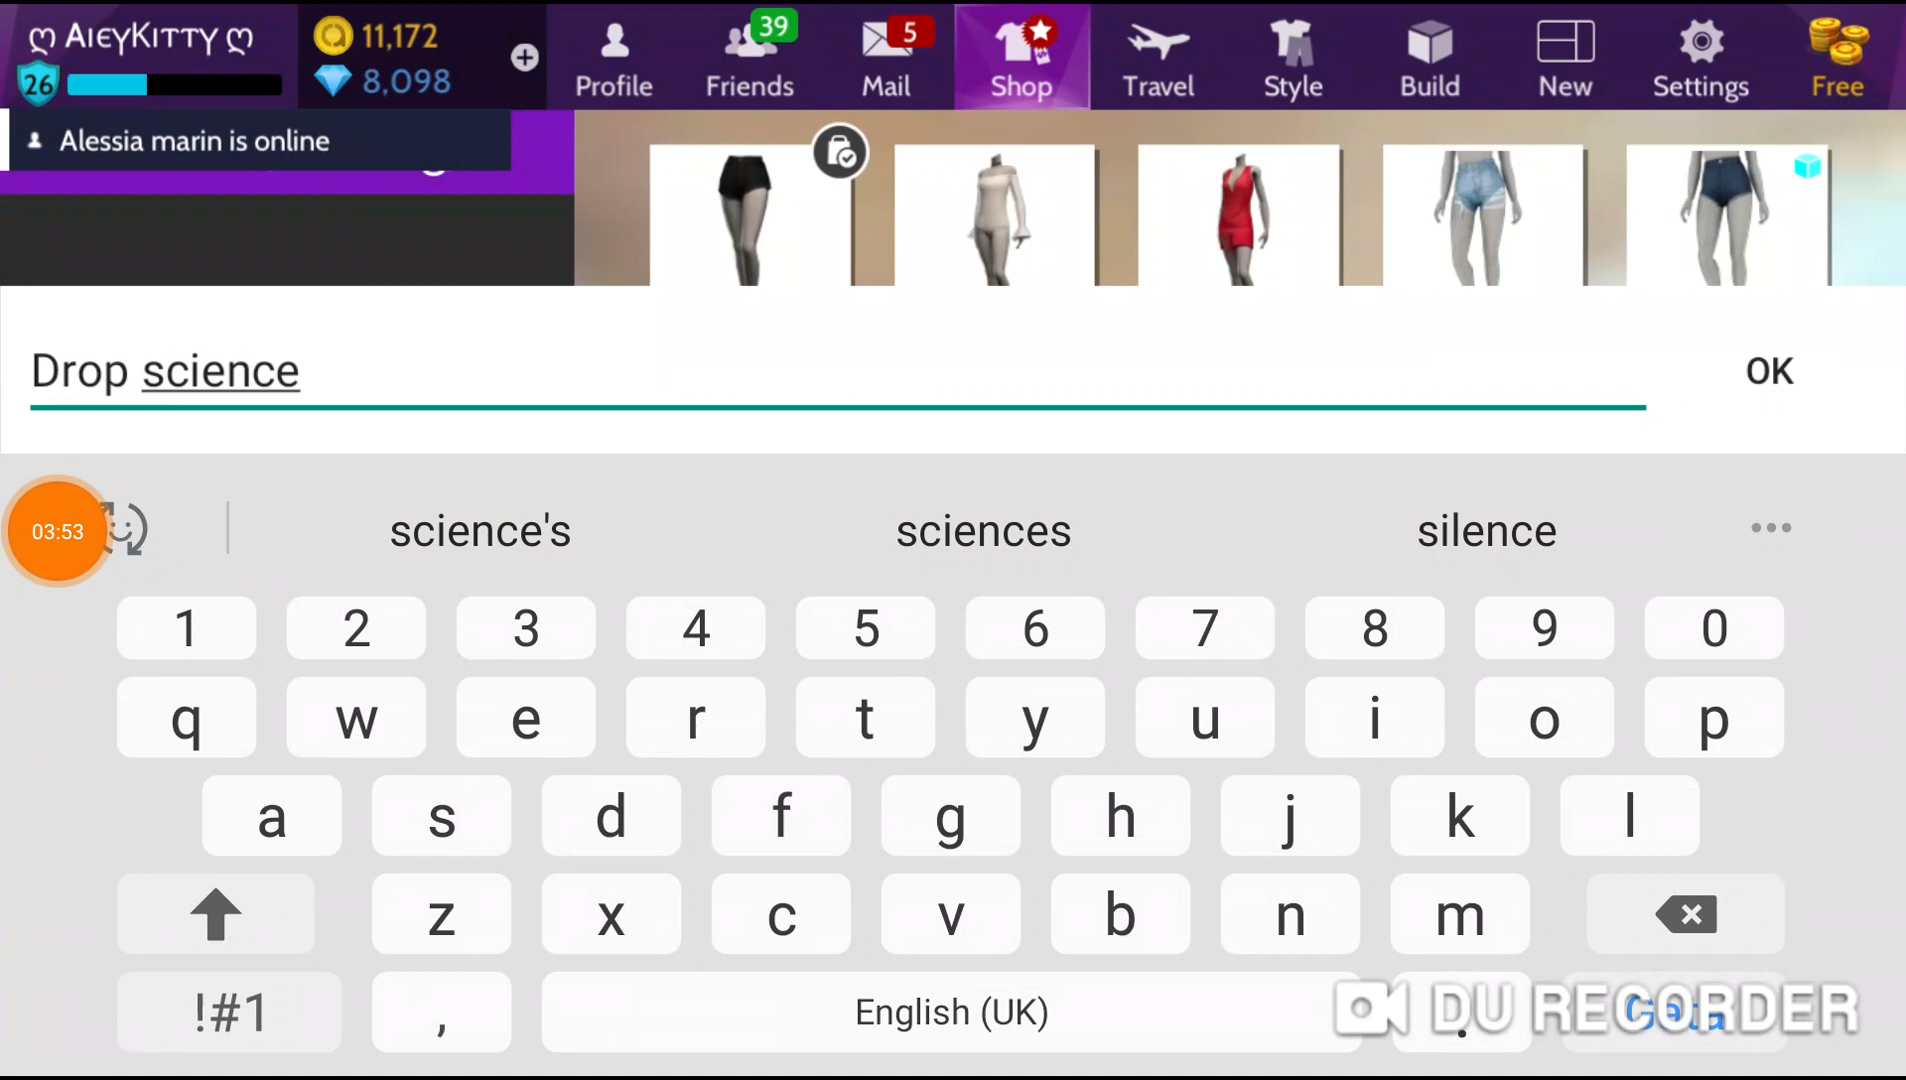 ღ AιєγKιттγ ღ
26
11,172
8,098
Profile
39
Friends
5
Mail
Shop
Travel
Style
Build
New
Settings
Free
Alessia marin is online
Drop science
OK
03:53
science's
sciences
silence
1 2 3 4 5 6 7 8 9 0
q w e r t y u i o p
a s d f g h j k l
z x c v b n m
!#1
,
English (UK)
.
DU RECORDER